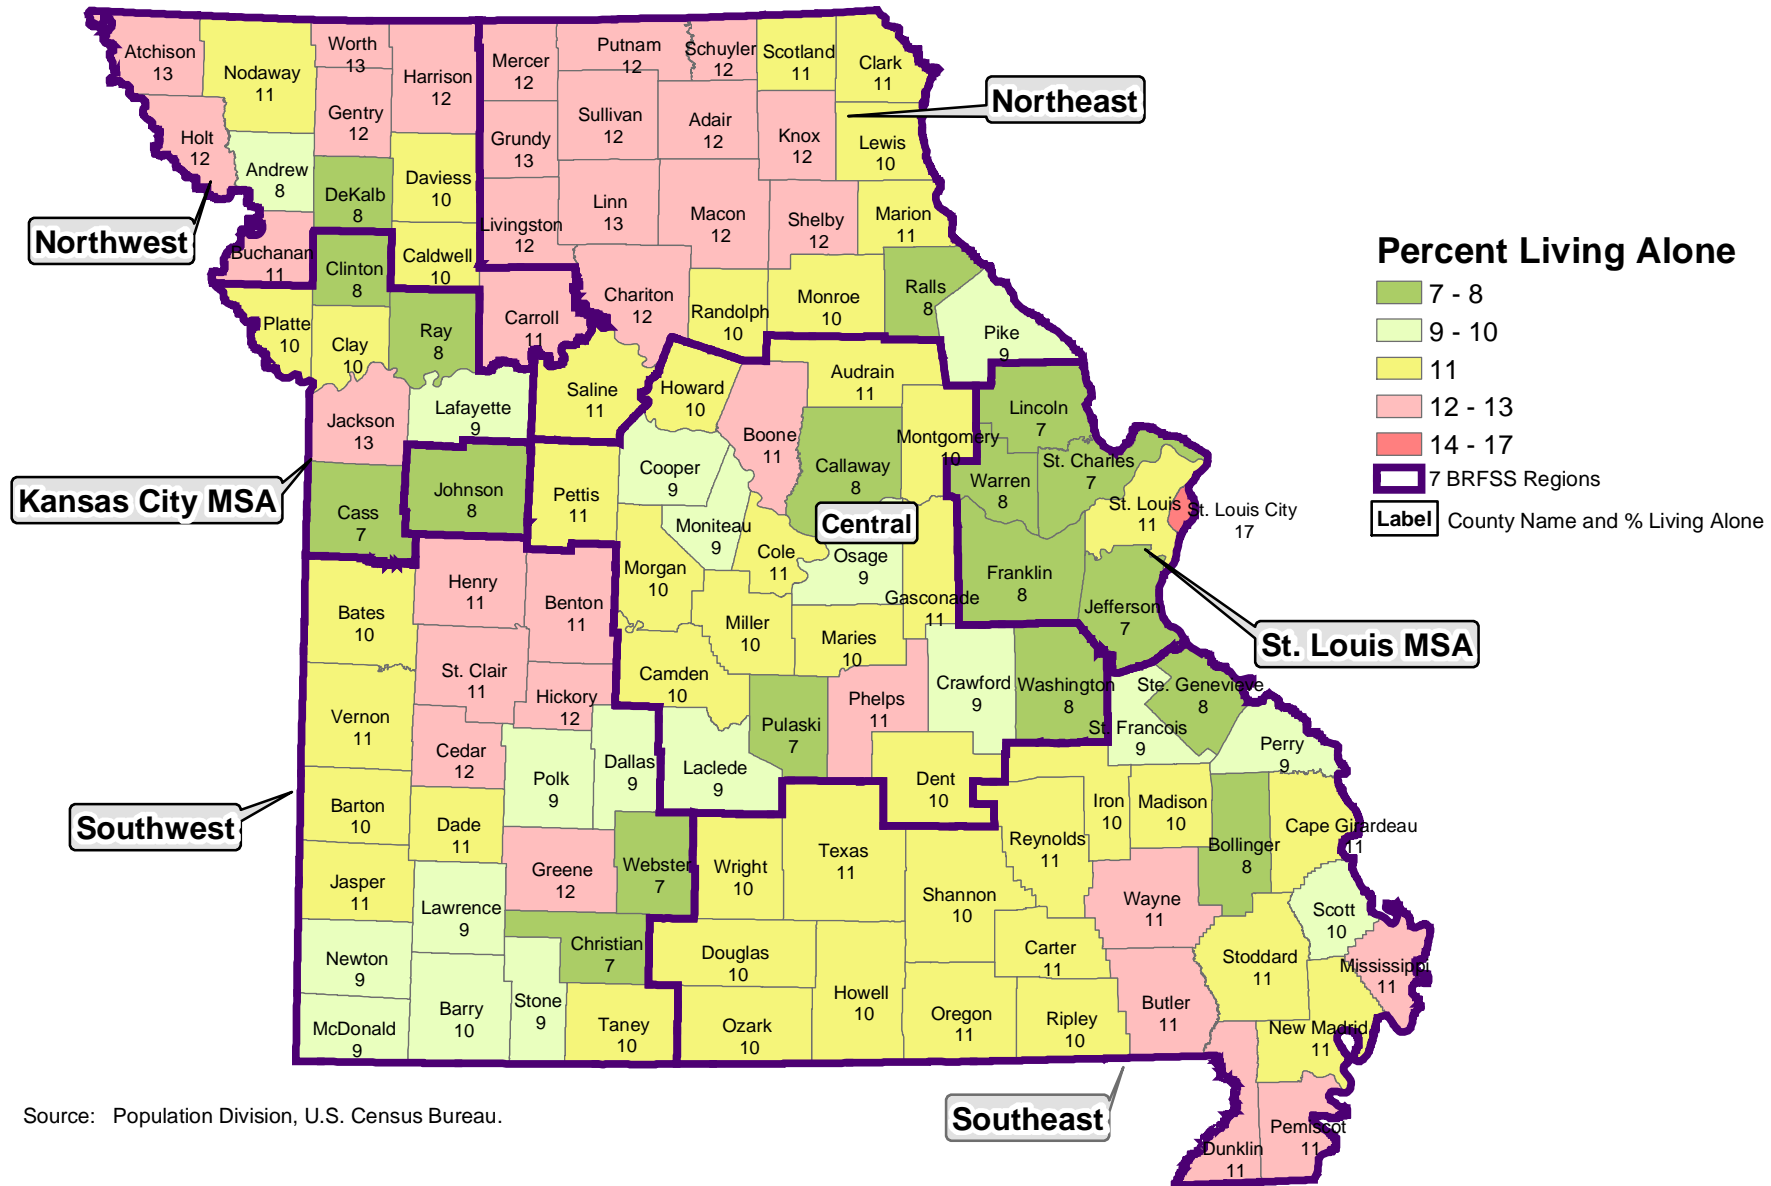 Atchison
13
Nodaway
11
Worth
13
Harrison
12
Mercer
12
Putnam
12
Schuyler
12
Scotland
11
Clark
11
Gentry
12
Holt
12
Andrew
8
DeKalb
8
Daviess
10
Grundy
13
Sullivan
12
Adair
12
Knox
12
Lewis
10
Northeast
Northwest
Buchanan
11
Clinton
8
Caldwell
10
Livingston
12
Linn
13
Macon
12
Shelby
12
Marion
11
Platte
10
Clay
10
Ray
8
Carroll
11
Chariton
12
Randolph
10
Monroe
10
Ralls
8
Pike
9
Percent Living Alone
7 - 8
9 - 10
11
12 - 13
14 - 17
7 BRFSS Regions
Label County Name and % Living Alone
Jackson
13
Lafayette
9
Saline
11
Howard
10
Boone
11
Audrain
11
Montgomery
10
Callaway
8
Lincoln
7
Warren
8
St. Charles
7
St. Louis
11
St. Louis City
17
Kansas City MSA
Cass
7
Johnson
8
Pettis
11
Cooper
9
Moniteau
9
Central
Cole
11
Osage
9
Gasconade
11
Franklin
8
Jefferson
7
St. Louis MSA
Bates
10
Henry
11
Benton
11
Morgan
10
Miller
10
Maries
10
Camden
10
Vernon
11
St. Clair
11
Hickory
12
Cedar
12
Polk
9
Dallas
9
Laclede
9
Pulaski
7
Phelps
11
Crawford
9
Washington
8
Ste. Genevieve
8
St. Francois
9
Perry
9
Dent
10
Southwest
Barton
10
Dade
11
Greene
12
Webster
7
Wright
10
Texas
11
Shannon
10
Reynolds
11
Iron
10
Madison
10
Bollinger
8
Cape Girardeau
11
Jasper
11
Lawrence
9
Christian
7
Douglas
10
Carter
11
Wayne
11
Scott
10
Stoddard
11
Mississippi
11
Newton
9
McDonald
9
Barry
10
Stone
9
Taney
10
Ozark
10
Howell
10
Oregon
11
Ripley
10
Butler
11
New Madrid
11
Dunklin
11
Pemiscot
11
Southeast
Source: Population Division, U.S. Census Bureau.